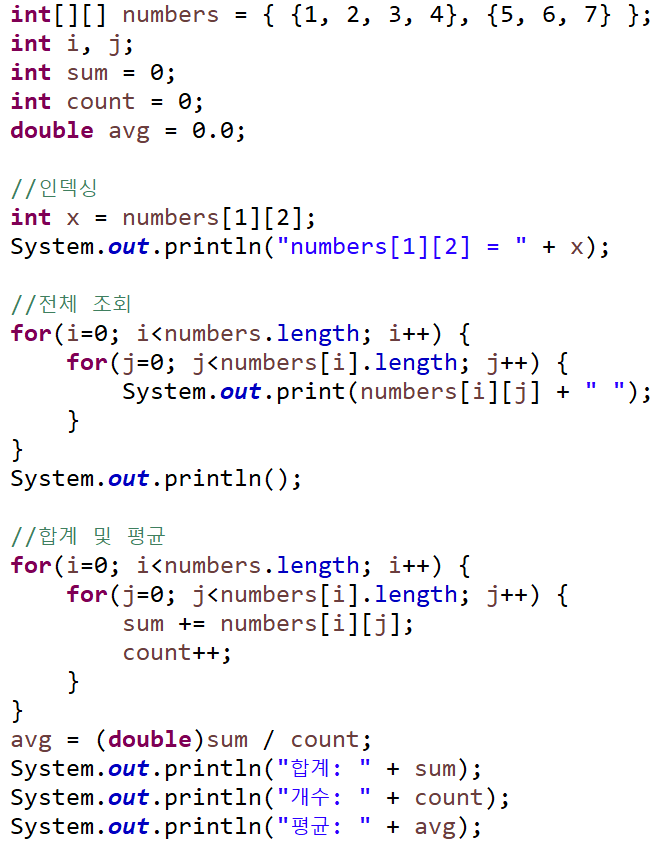 int[][] numbers = { {1, 2, 3, 4}, {5, 6, 7} };
int i, j;
int sum = 0;
int count = 0;
double avg = 0.0;

//인덱싱
int x = numbers[1][2];
System.out.println("numbers[1][2] = " + x);

//전체 조회
for(i=0; i<numbers.length; i++) {
    for(j=0; j<numbers[i].length; j++) {
        System.out.print(numbers[i][j] + " ");
    }
}
System.out.println();

//합계 및 평균
for(i=0; i<numbers.length; i++) {
    for(j=0; j<numbers[i].length; j++) {
        sum += numbers[i][j];
        count++;
    }
}
avg = (double)sum / count;
System.out.println("합계: " + sum);
System.out.println("개수: " + count);
System.out.println("평균: " + avg);